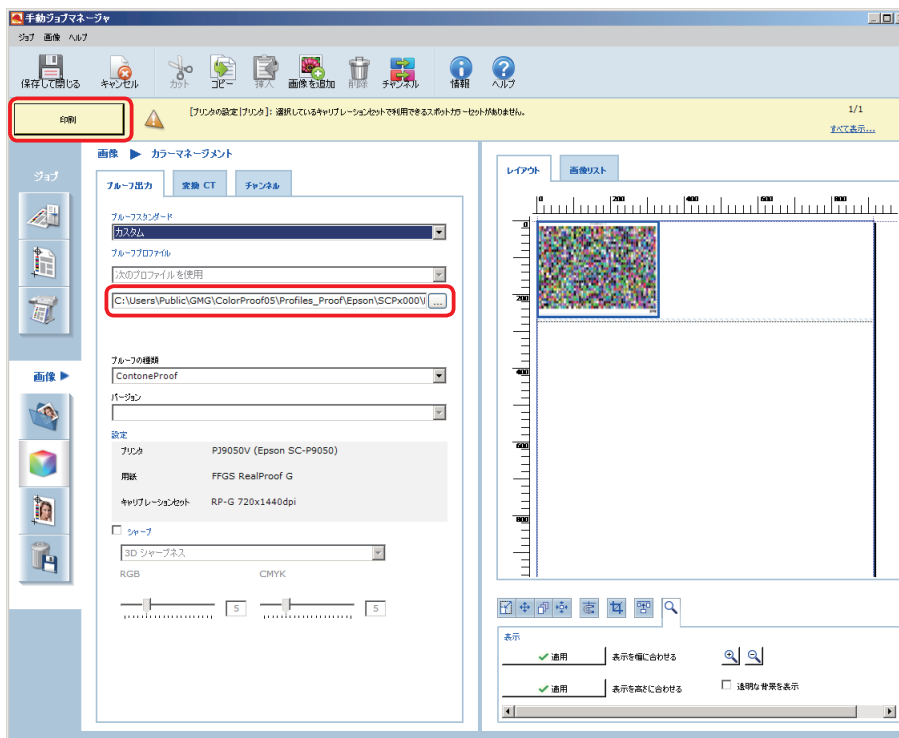 手動ジョブマネージャ
ジョブ 画像 ヘルプ
保存して閉じる キャンセル カット コピー 挿入 画像を追加 削除 チャンネル 情報 ヘルプ
印刷
[プリンタの設定|プリンタ]: 選択しているキャリブレーションセットで利用できるスポットカラーセットがありません。
1/1
すべて表示...
ジョブ
画像 ▶ カラーマネージメント
プルーフ出力 変換 CT チャンネル
プルーフスタンダード
カスタム
プルーフプロファイル
次のプロファイルを使用
C:\Users\Public\GMG\ColorProof05\Profiles_Proof\Epson\SCPx000\
...
プルーフの種類
ContoneProof
バージョン
設定
プリンタ PJ9050V (Epson SC-P9050)
用紙 FFGS RealProof G
キャリブレーションセット RP-G 720x1440dpi
シャープ
3D シャープネス
RGB CMYK
5 5
画像 ▶
レイアウト 画像リスト
0 200 400 600 800
0
200
400
600
800
表示
適用 表示を幅に合わせる
適用 表示を高さに合わせる 透明な背景を表示